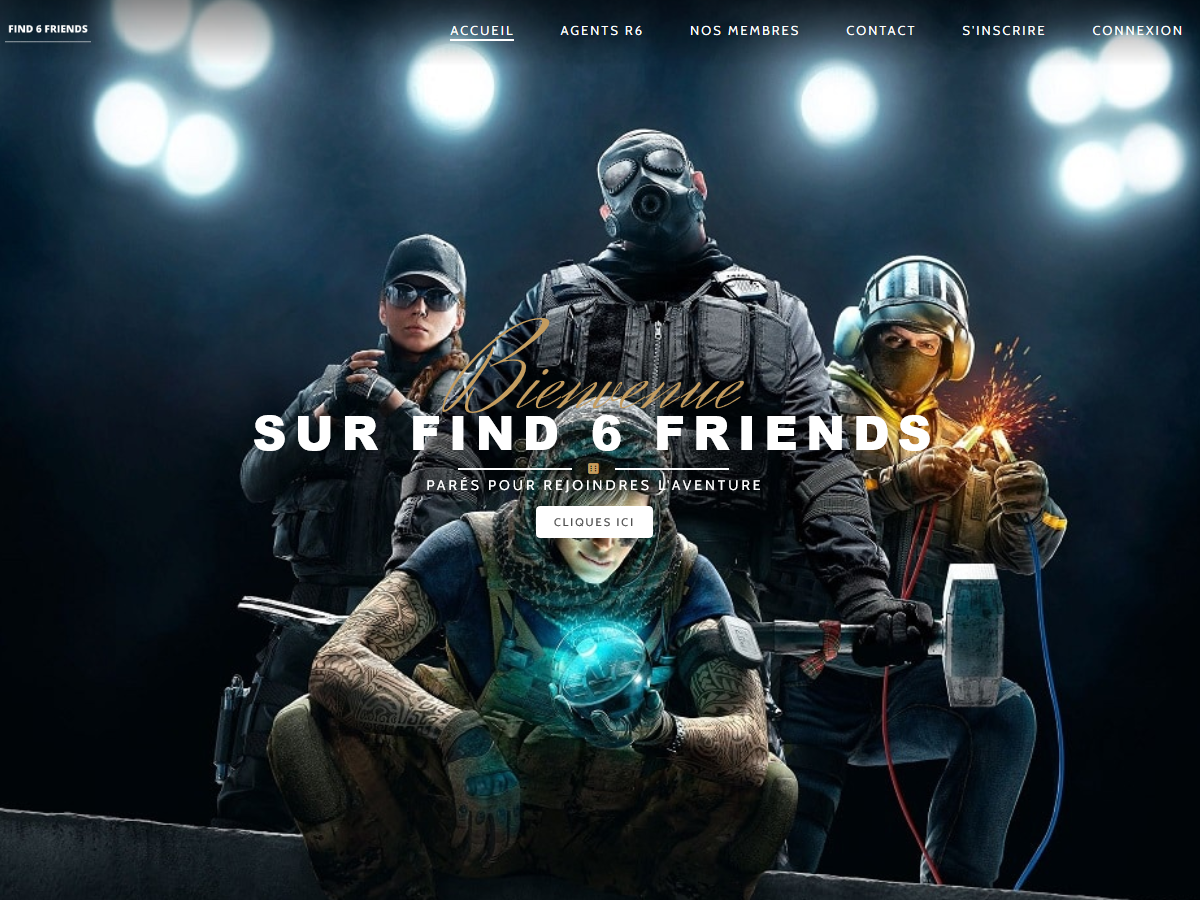 FIND 6 FRIENDS
ACCUEIL AGENTS R6 NOS MEMBRES CONTACT S'INSCRIRE CONNEXION
Bienvenue
SUR FIND 6 FRIENDS
PARÉS POUR REJOINDRES L'AVENTURE
CLIQUES ICI